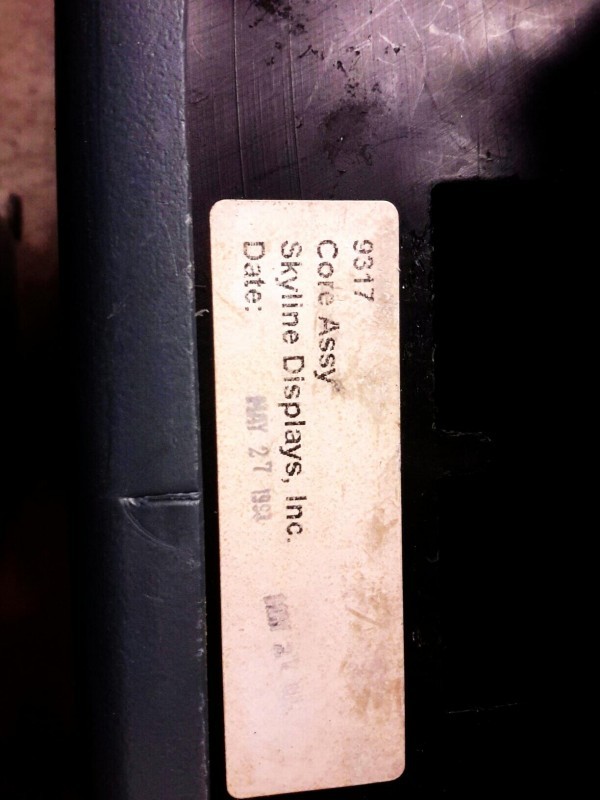 9317
Core Assy
Skyline Displays, Inc.
Date: MAY 27